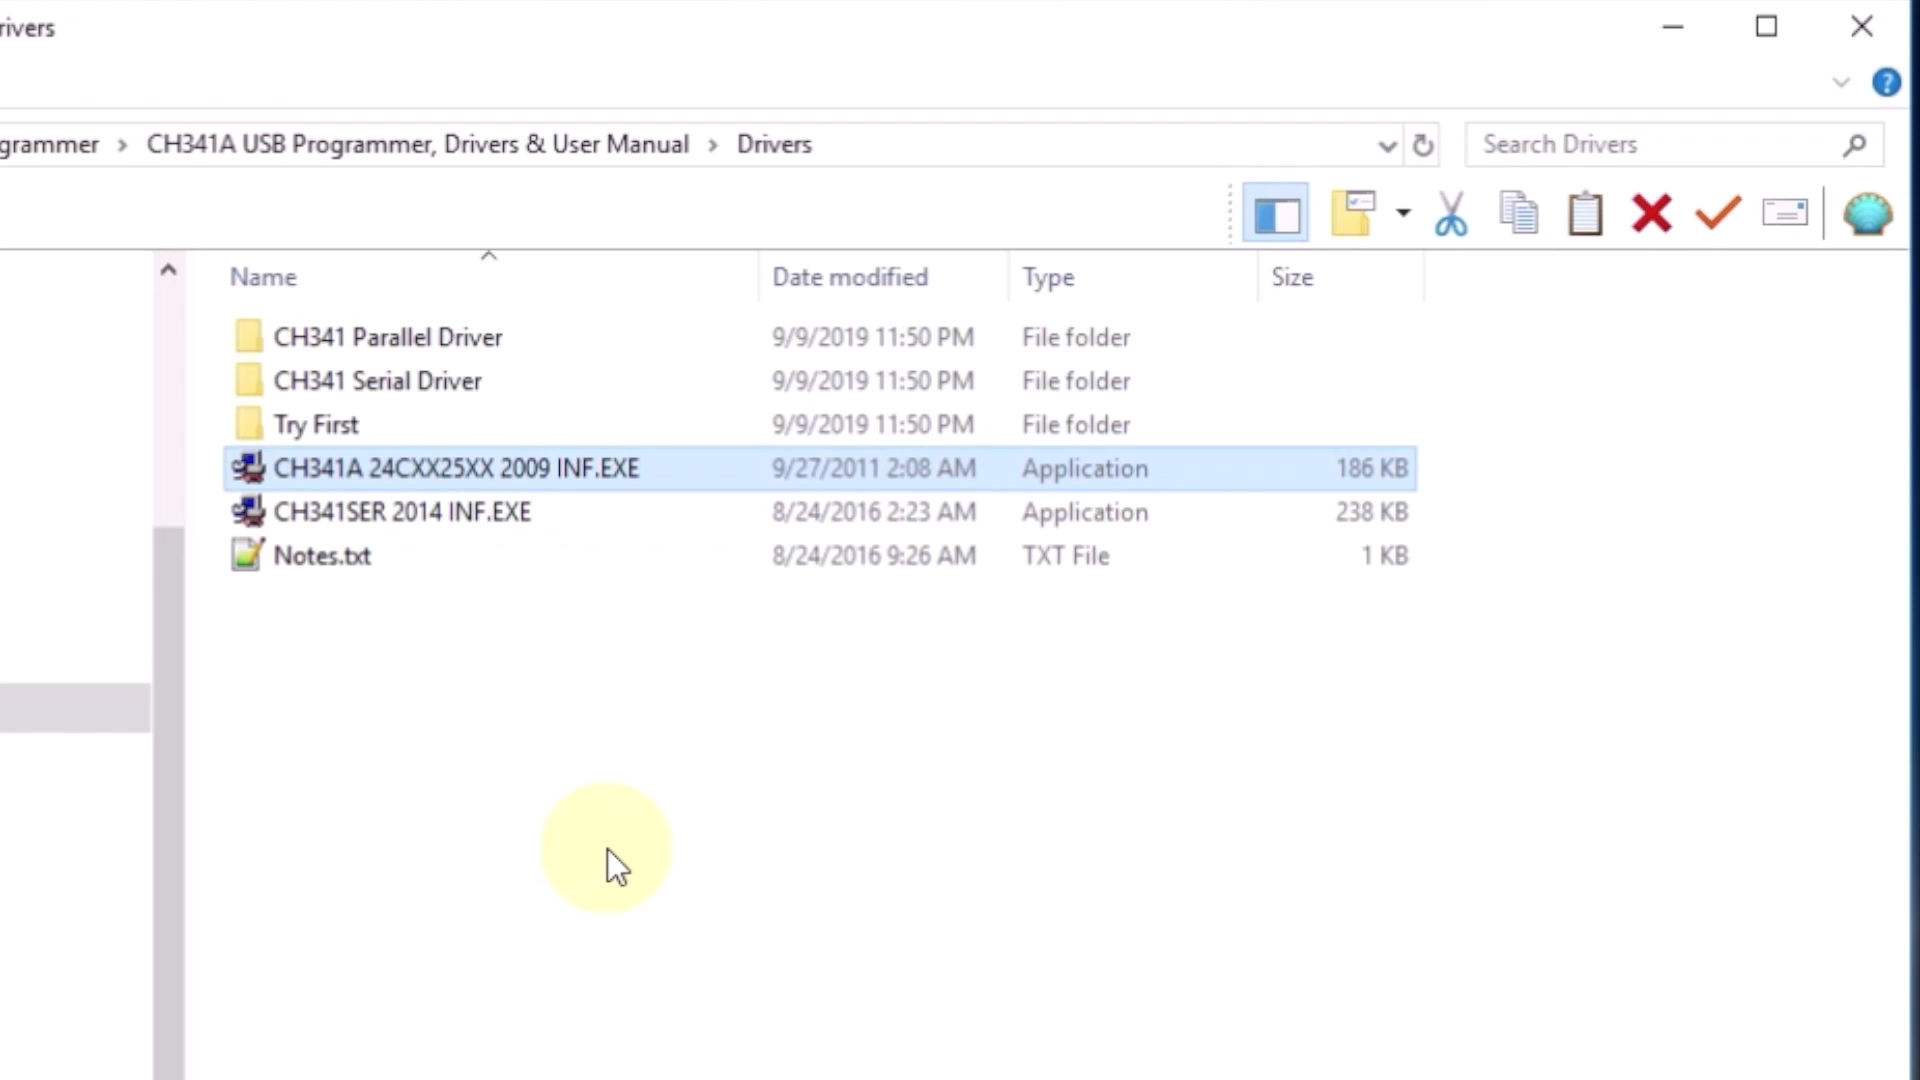 rivers
grammer > CH341A USB Programmer, Drivers & User Manual > Drivers
Search Drivers
Name Date modified Type Size
CH341 Parallel Driver 9/9/2019 11:50 PM File folder
CH341 Serial Driver 9/9/2019 11:50 PM File folder
Try First 9/9/2019 11:50 PM File folder
CH341A 24CXX25XX 2009 INF.EXE 9/27/2011 2:08 AM Application 186 KB
CH341SER 2014 INF.EXE 8/24/2016 2:23 AM Application 238 KB
Notes.txt 8/24/2016 9:26 AM TXT File 1 KB